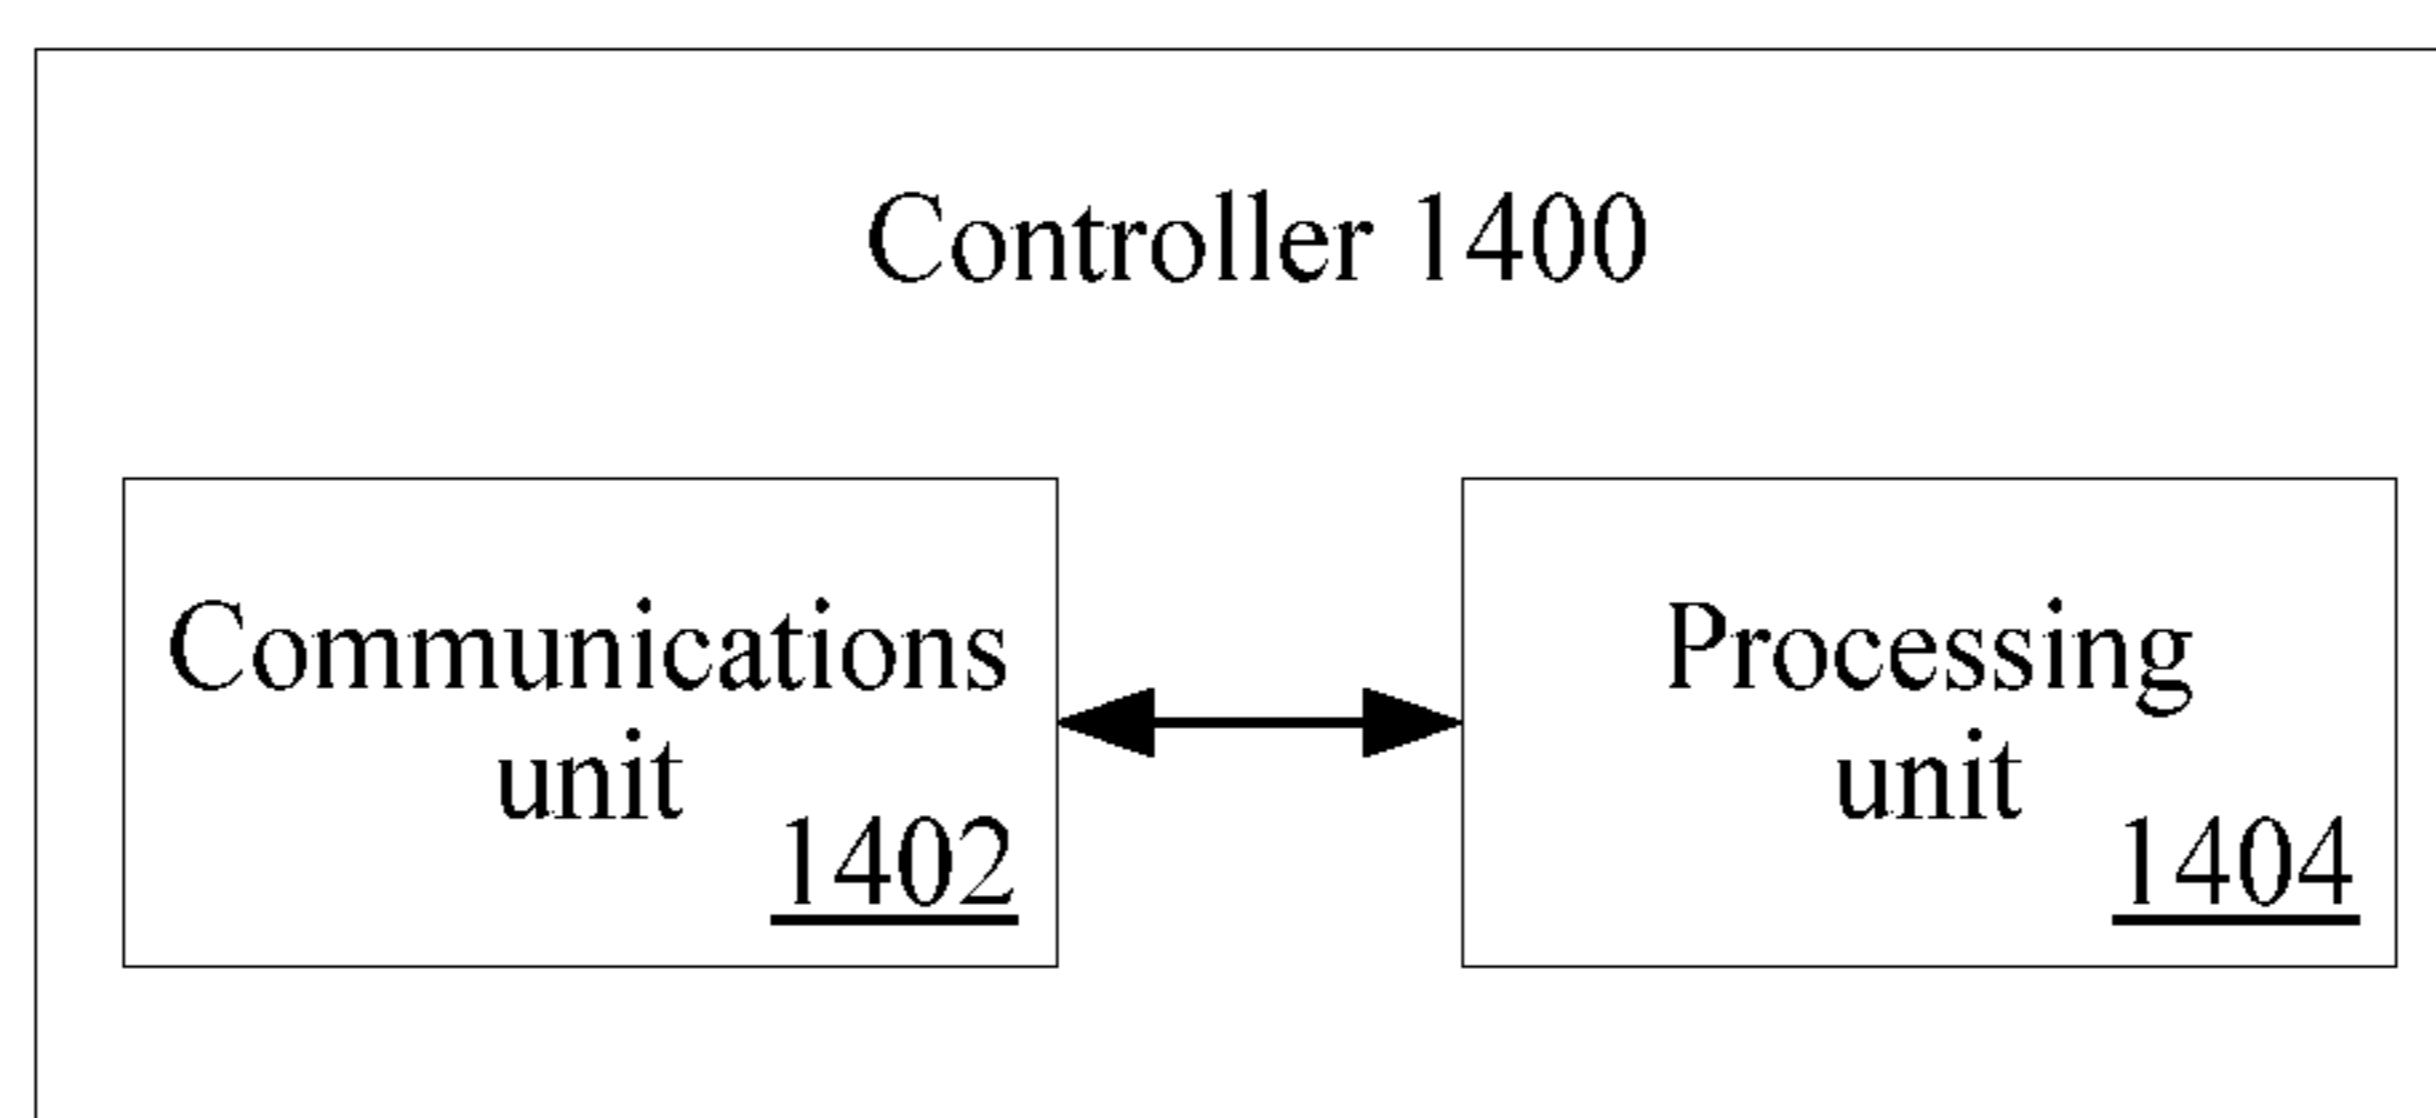 Controller 1400
Communications
unit
1402
Processing
unit
1404